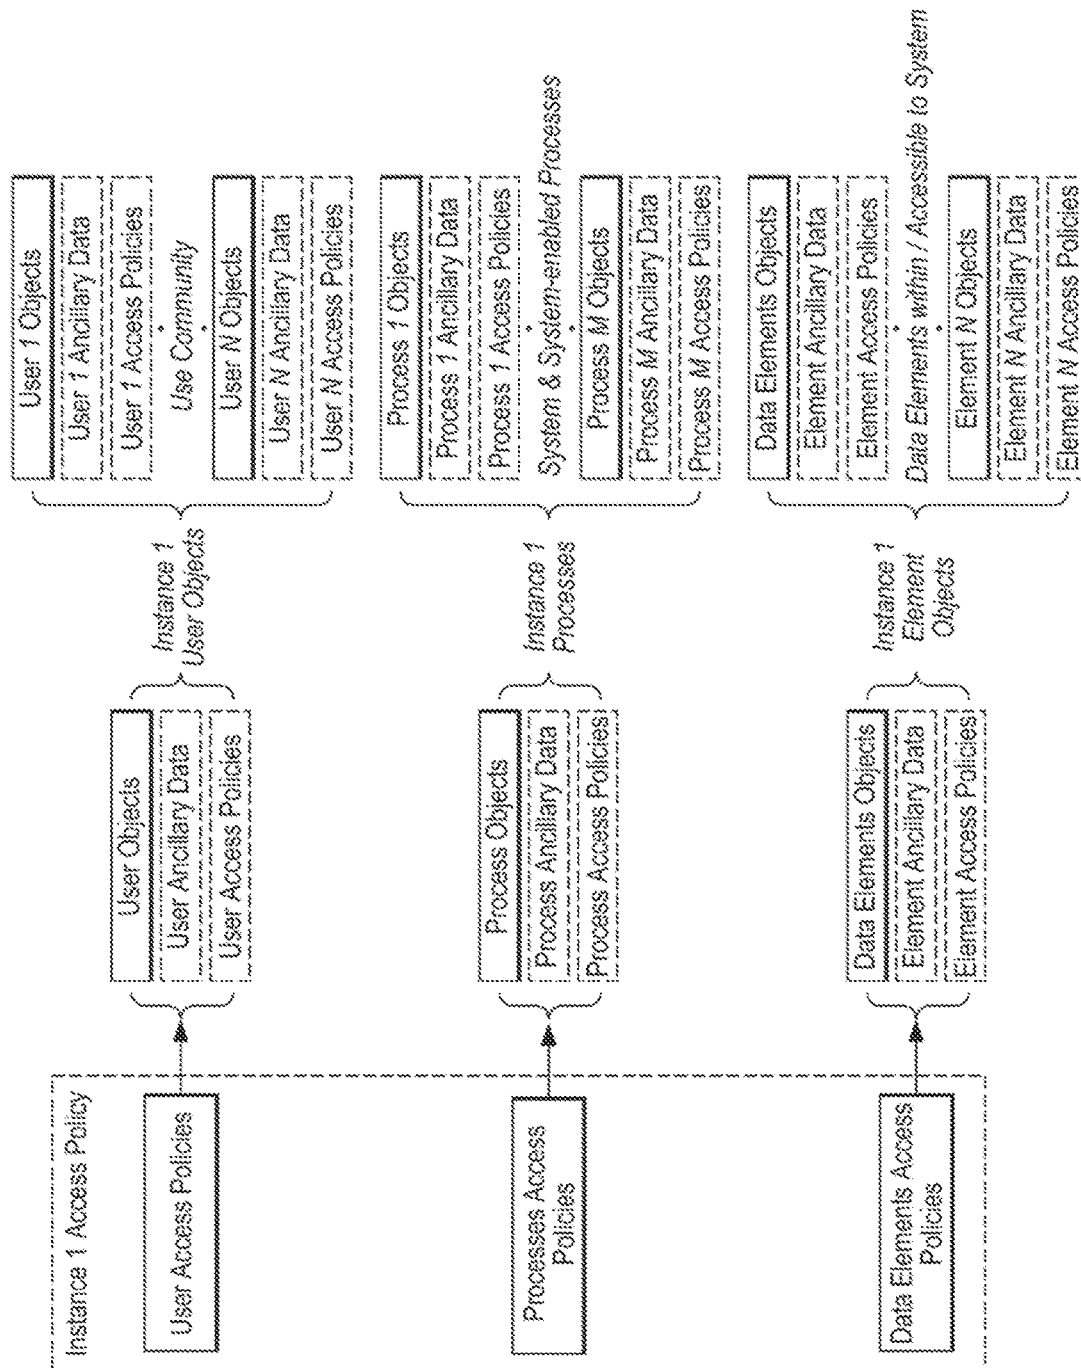 Instance 1 Access Policy
User Access Policies
Processes Access
Policies
Data Elements Access
Policies
User Objects
User Ancillary Data
User Access Policies
Process Objects
Process Ancillary Data
Process Access Policies
Data Elements Objects
Element Ancillary Data
Element Access Policies
Instance 1
User Objects
Instance 1
Processes
Instance 1
Element
Objects
User 1 Objects
User 1 Ancillary Data
User 1 Access Policies
Use Community
User N Objects
User N Ancillary Data
User N Access Policies
Process 1 Objects
Process 1 Ancillary Data
Process 1 Access Policies
System & System-enabled Processes
Process M Objects
Process M Ancillary Data
Process M Access Policies
Data Elements Objects
Element Ancillary Data
Element Access Policies
Data Elements within / Accessible to System
Element N Objects
Element N Ancillary Data
Element N Access Policies